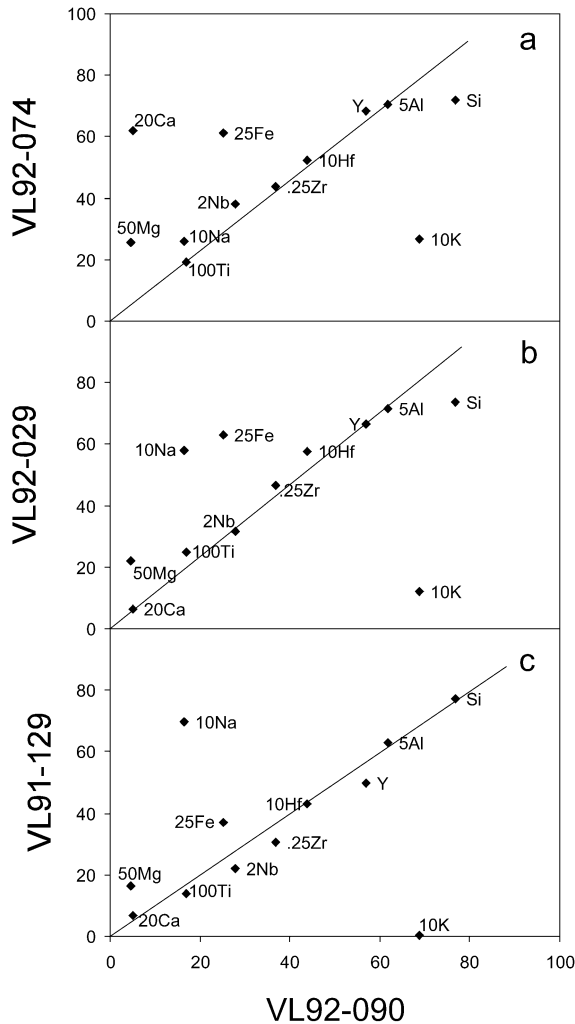 100
a
80
Y
5Al
Si
20Ca
25Fe
60
10Hf
.25Zr
40
2Nb
50Mg
10Na
10K
20
100Ti
0
VL92-074
b
80
5Al
Si
Y
25Fe
60
10Na
10Hf
.25Zr
40
2Nb
100Ti
20
50Mg
10K
20Ca
0
VL92-029
c
80
Si
10Na
5Al
60
Y
10Hf
40
25Fe
.25Zr
2Nb
20
50Mg
100Ti
20Ca
10K
0
VL91-129
0 20 40 60 80 100
VL92-090